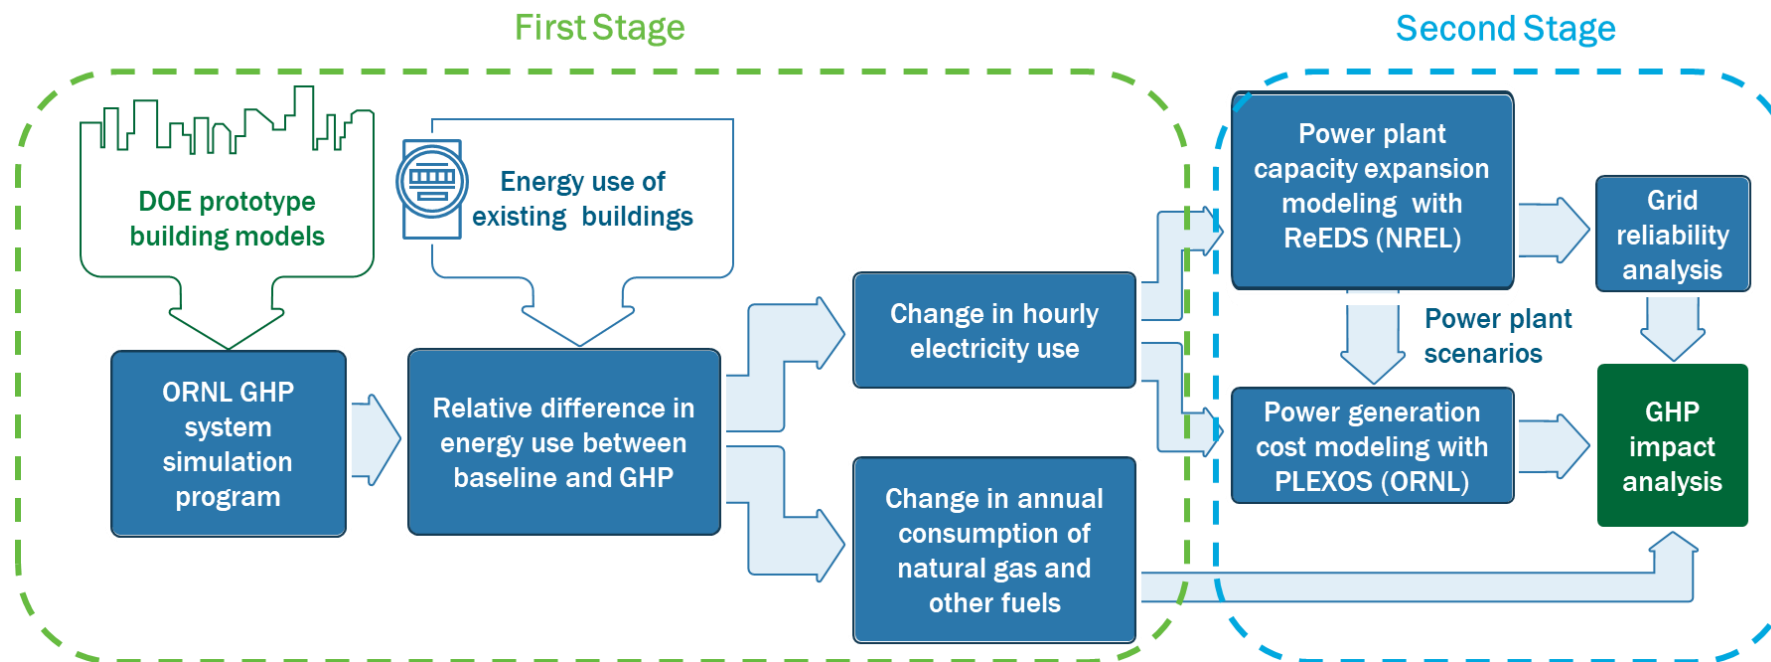 First Stage
Second Stage
DOE prototype
building models
Energy use of
existing buildings
ORNL GHP
system
simulation
program
Relative difference in
energy use between
baseline and GHP
Change in hourly
electricity use
Change in annual
consumption of
natural gas and
other fuels
Power plant
capacity expansion
modeling with
ReEDS (NREL)
Grid
reliability
analysis
Power plant
scenarios
Power generation
cost modeling with
PLEXOS (ORNL)
GHP
impact
analysis